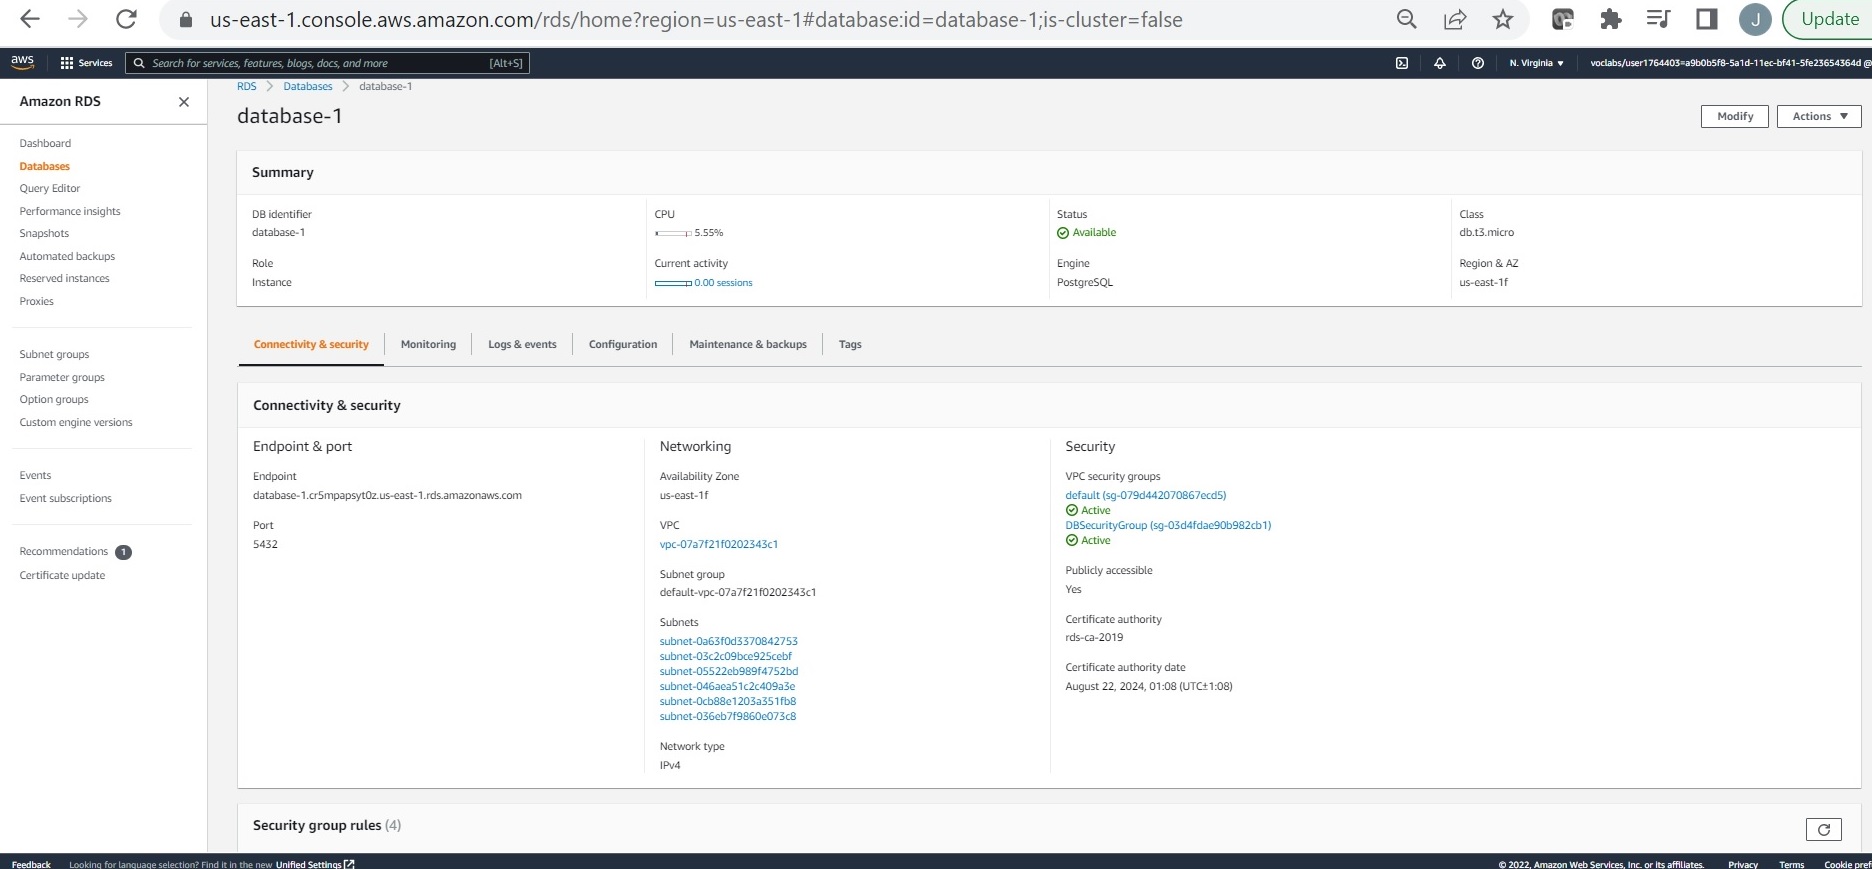 us-east-1.console.aws.amazon.com/rds/home?region=us-east-1#database:id=database-1;is-cluster=false
J
Update
aws
Services
Search for services, features, blogs, docs, and more
[Alt+S]
N. Virginia
voclabs/user1764403=a9b0b5f8-5a1d-11ec-bf41-5fe23654364d @
Amazon RDS
Dashboard
Databases
Query Editor
Performance insights
Snapshots
Automated backups
Reserved instances
Proxies
Subnet groups
Parameter groups
Option groups
Custom engine versions
Events
Event subscriptions
Recommendations 1
Certificate update
RDS > Databases > database-1
database-1
Modify
Actions
Summary
DB identifier
database-1
Role
Instance
CPU
5.55%
Current activity
0.00 sessions
Status
Available
Engine
PostgreSQL
Class
db.t3.micro
Region & AZ
us-east-1f
Connectivity & security
Monitoring
Logs & events
Configuration
Maintenance & backups
Tags
Connectivity & security
Endpoint & port
Endpoint
database-1.cr5mpapsyt0z.us-east-1.rds.amazonaws.com
Port
5432
Networking
Availability Zone
us-east-1f
VPC
vpc-07a7f21f0202343c1
Subnet group
default-vpc-07a7f21f0202343c1
Subnets
subnet-0a63f0d3370842753
subnet-03c2c09bce925cebf
subnet-05522eb989f4752bd
subnet-046aea51c2c409a3e
subnet-0cb88e1203a351fb8
subnet-036eb7f9860e073c8
Network type
IPv4
Security
VPC security groups
default (sg-079d442070867ecd5)
Active
DBSecurityGroup (sg-03d4fdae90b982cb1)
Active
Publicly accessible
Yes
Certificate authority
rds-ca-2019
Certificate authority date
August 22, 2024, 01:08 (UTC±1:08)
Security group rules (4)
Feedback
Looking for language selection? Find it in the new Unified Settings
© 2022, Amazon Web Services, Inc. or its affiliates.
Privacy
Terms
Cookie pref